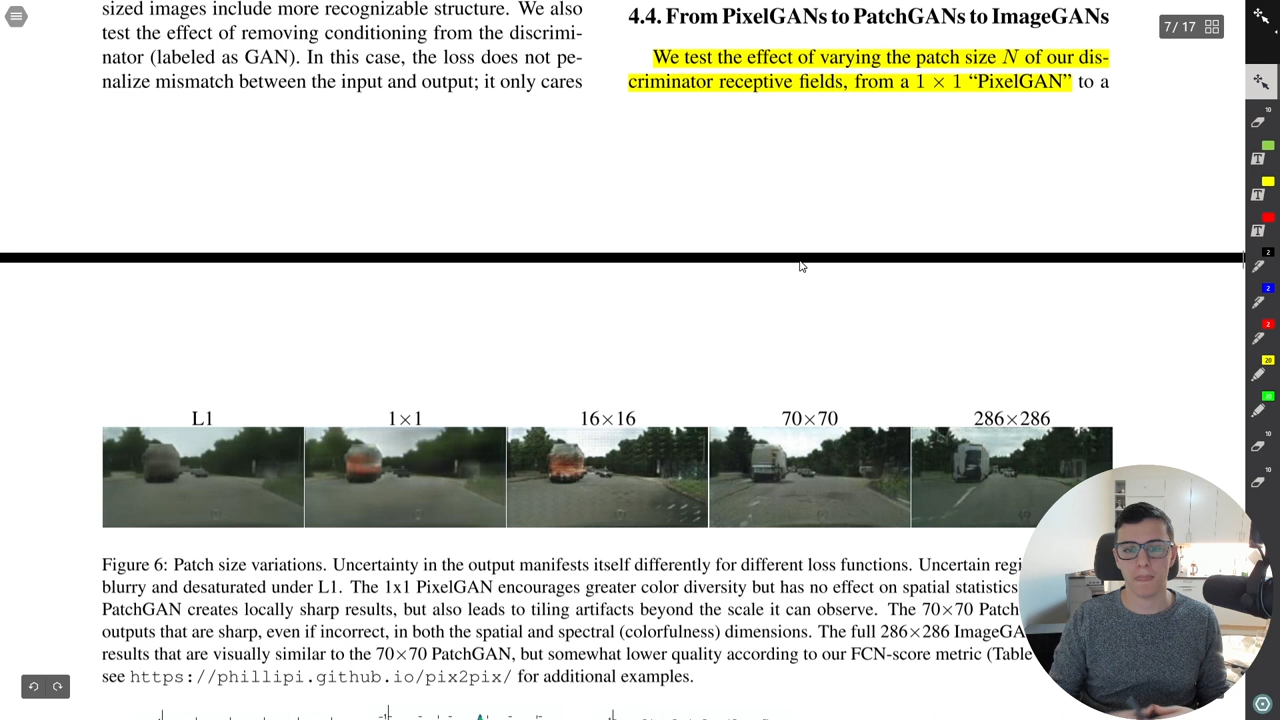 sized images include more recognizable structure. We also
test the effect of removing conditioning from the discrimi-
nator (labeled as GAN). In this case, the loss does not pe-
nalize mismatch between the input and output; it only cares
4.4. From PixelGANs to PatchGANs to ImageGANs
We test the effect of varying the patch size N of our dis-
criminator receptive fields, from a 1 × 1 “PixelGAN” to a
7 / 17
10
T
T
T
2
2
2
20
10
10
L1 1×1 16×16 70×70 286×286
Figure 6: Patch size variations. Uncertainty in the output manifests itself differently for different loss functions. Uncertain regi
blurry and desaturated under L1. The 1x1 PixelGAN encourages greater color diversity but has no effect on spatial statistics
PatchGAN creates locally sharp results, but also leads to tiling artifacts beyond the scale it can observe. The 70×70 Patch
outputs that are sharp, even if incorrect, in both the spatial and spectral (colorfulness) dimensions. The full 286×286 ImageGA
results that are visually similar to the 70×70 PatchGAN, but somewhat lower quality according to our FCN-score metric (Table
see https://phillipi.github.io/pix2pix/ for additional examples.